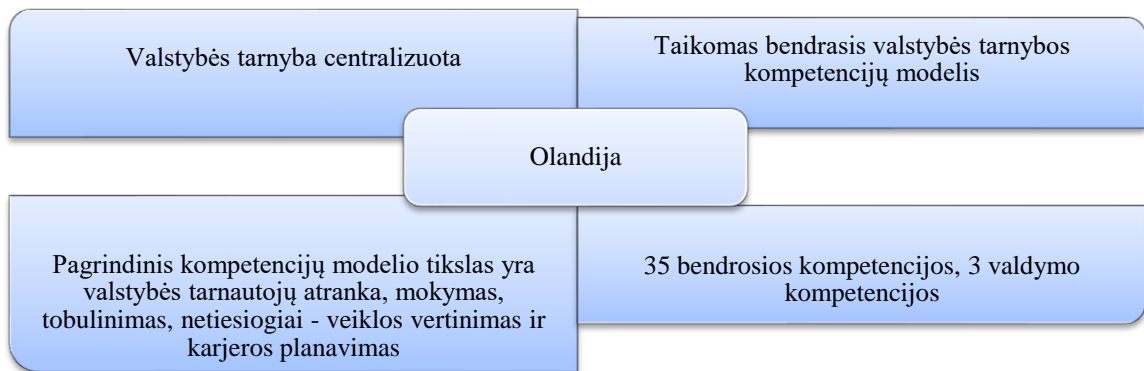 Valstybės tarnyba centralizuota
Taikomas bendrasis valstybės tarnybos
kompetencijų modelis
Olandija
Pagrindinis kompetencijų modelio tikslas yra
valstybės tarnautojų atranka, mokymas,
tobulinimas, netiesiogiai - veiklos vertinimas ir
karjeros planavimas
35 bendrosios kompetencijos, 3 valdymo
kompetencijos